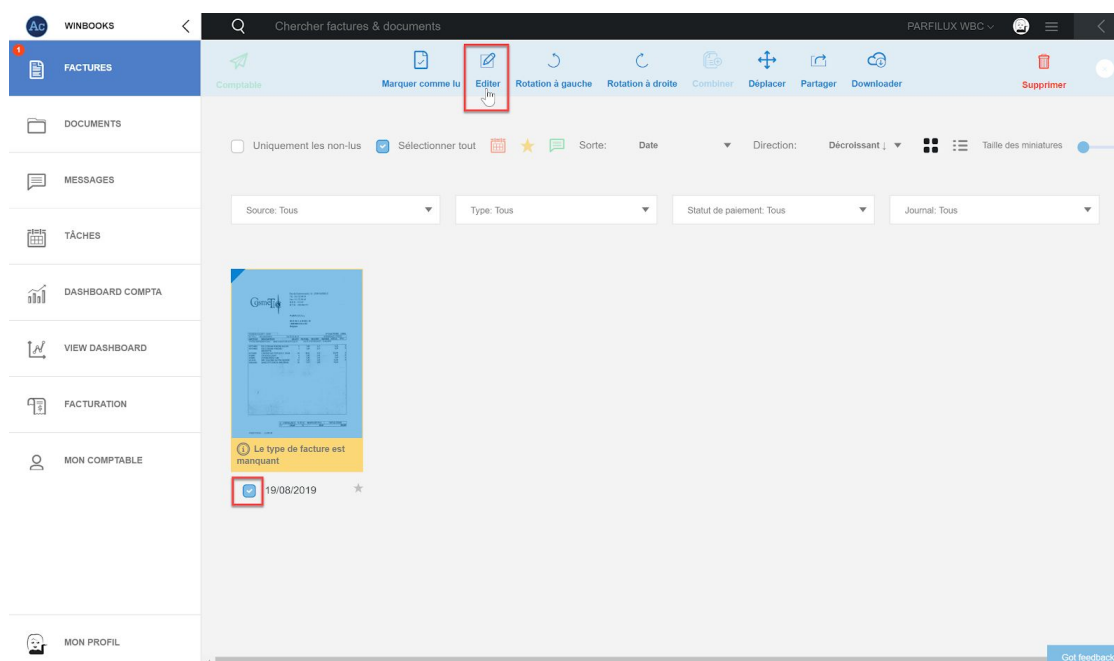 Ac WINBOOKS
Chercher factures & documents
PARFILUX WBC
1
FACTURES
DOCUMENTS
MESSAGES
TÂCHES
DASHBOARD COMPTA
VIEW DASHBOARD
FACTURATION
MON COMPTABLE
MON PROFIL
Comptable
Marquer comme lu
Editer
Rotation à gauche
Rotation à droite
Combiner
Déplacer
Partager
Downloader
Supprimer
Uniquement les non-lus
Sélectionner tout
Sorte: Date
Direction: Décroissant ↓
Taille des miniatures
Source: Tous
Type: Tous
Statut de paiement: Tous
Journal: Tous
Le type de facture est
manquant
19/08/2019
Got feedback